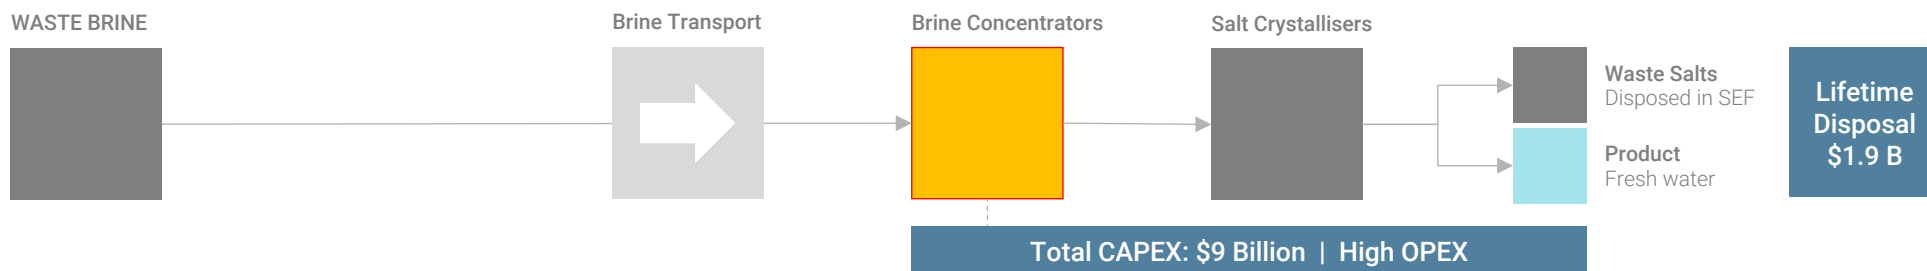 WASTE BRINE
Brine Transport
Brine Concentrators
Salt Crystallisers
Waste Salts
Disposed in SEF
Product
Fresh water
Lifetime
Disposal
$1.9 B
Total CAPEX: $9 Billion | High OPEX